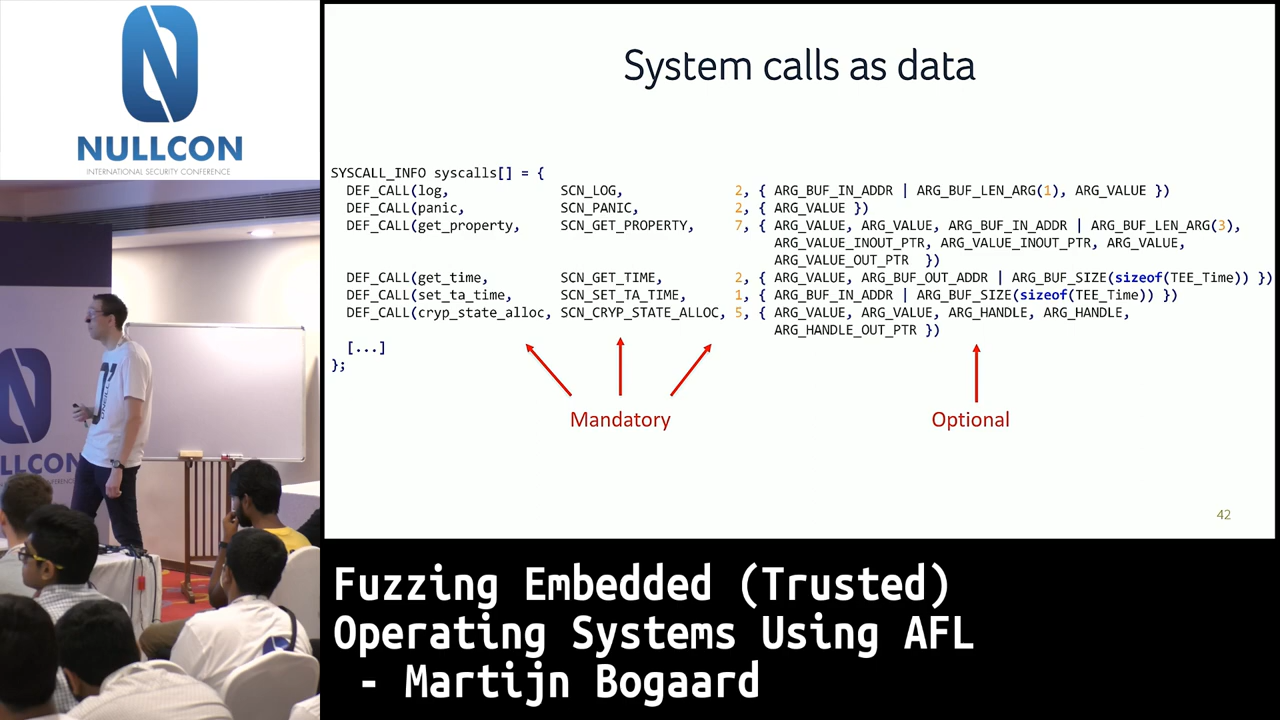 NULLCON
INTERNATIONAL SECURITY CONFERENCE
System calls as data
SYSCALL_INFO syscalls[] = {
DEF_CALL(log, SCN_LOG, 2, { ARG_BUF_IN_ADDR | ARG_BUF_LEN_ARG(1), ARG_VALUE })
DEF_CALL(panic, SCN_PANIC, 2, { ARG_VALUE })
DEF_CALL(get_property, SCN_GET_PROPERTY, 7, { ARG_VALUE, ARG_VALUE, ARG_BUF_IN_ADDR | ARG_BUF_LEN_ARG(3),
ARG_VALUE_INOUT_PTR, ARG_VALUE_INOUT_PTR, ARG_VALUE,
ARG_VALUE_OUT_PTR })
DEF_CALL(get_time, SCN_GET_TIME, 2, { ARG_VALUE, ARG_BUF_OUT_ADDR | ARG_BUF_SIZE(sizeof(TEE_Time)) })
DEF_CALL(set_ta_time, SCN_SET_TA_TIME, 1, { ARG_BUF_IN_ADDR | ARG_BUF_SIZE(sizeof(TEE_Time)) })
DEF_CALL(cryp_state_alloc, SCN_CRYP_STATE_ALLOC, 5, { ARG_VALUE, ARG_VALUE, ARG_HANDLE, ARG_HANDLE,
ARG_HANDLE_OUT_PTR })
[...]
};
Mandatory
Optional
42
LLCON
Fuzzing Embedded (Trusted)
Operating Systems Using AFL
- Martijn Bogaard